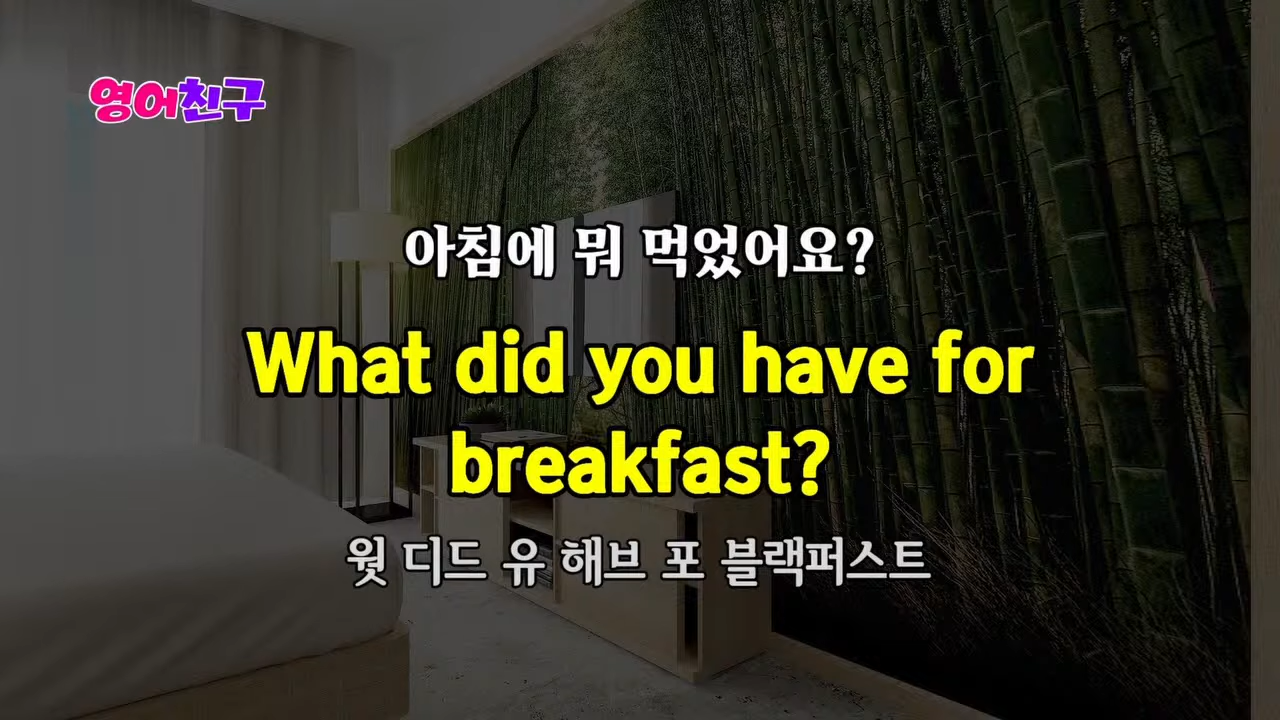 영어친구
아침에 뭐 먹었어요?
What did you have for
breakfast?
웟 디드 유 해브 포 블랙퍼스트